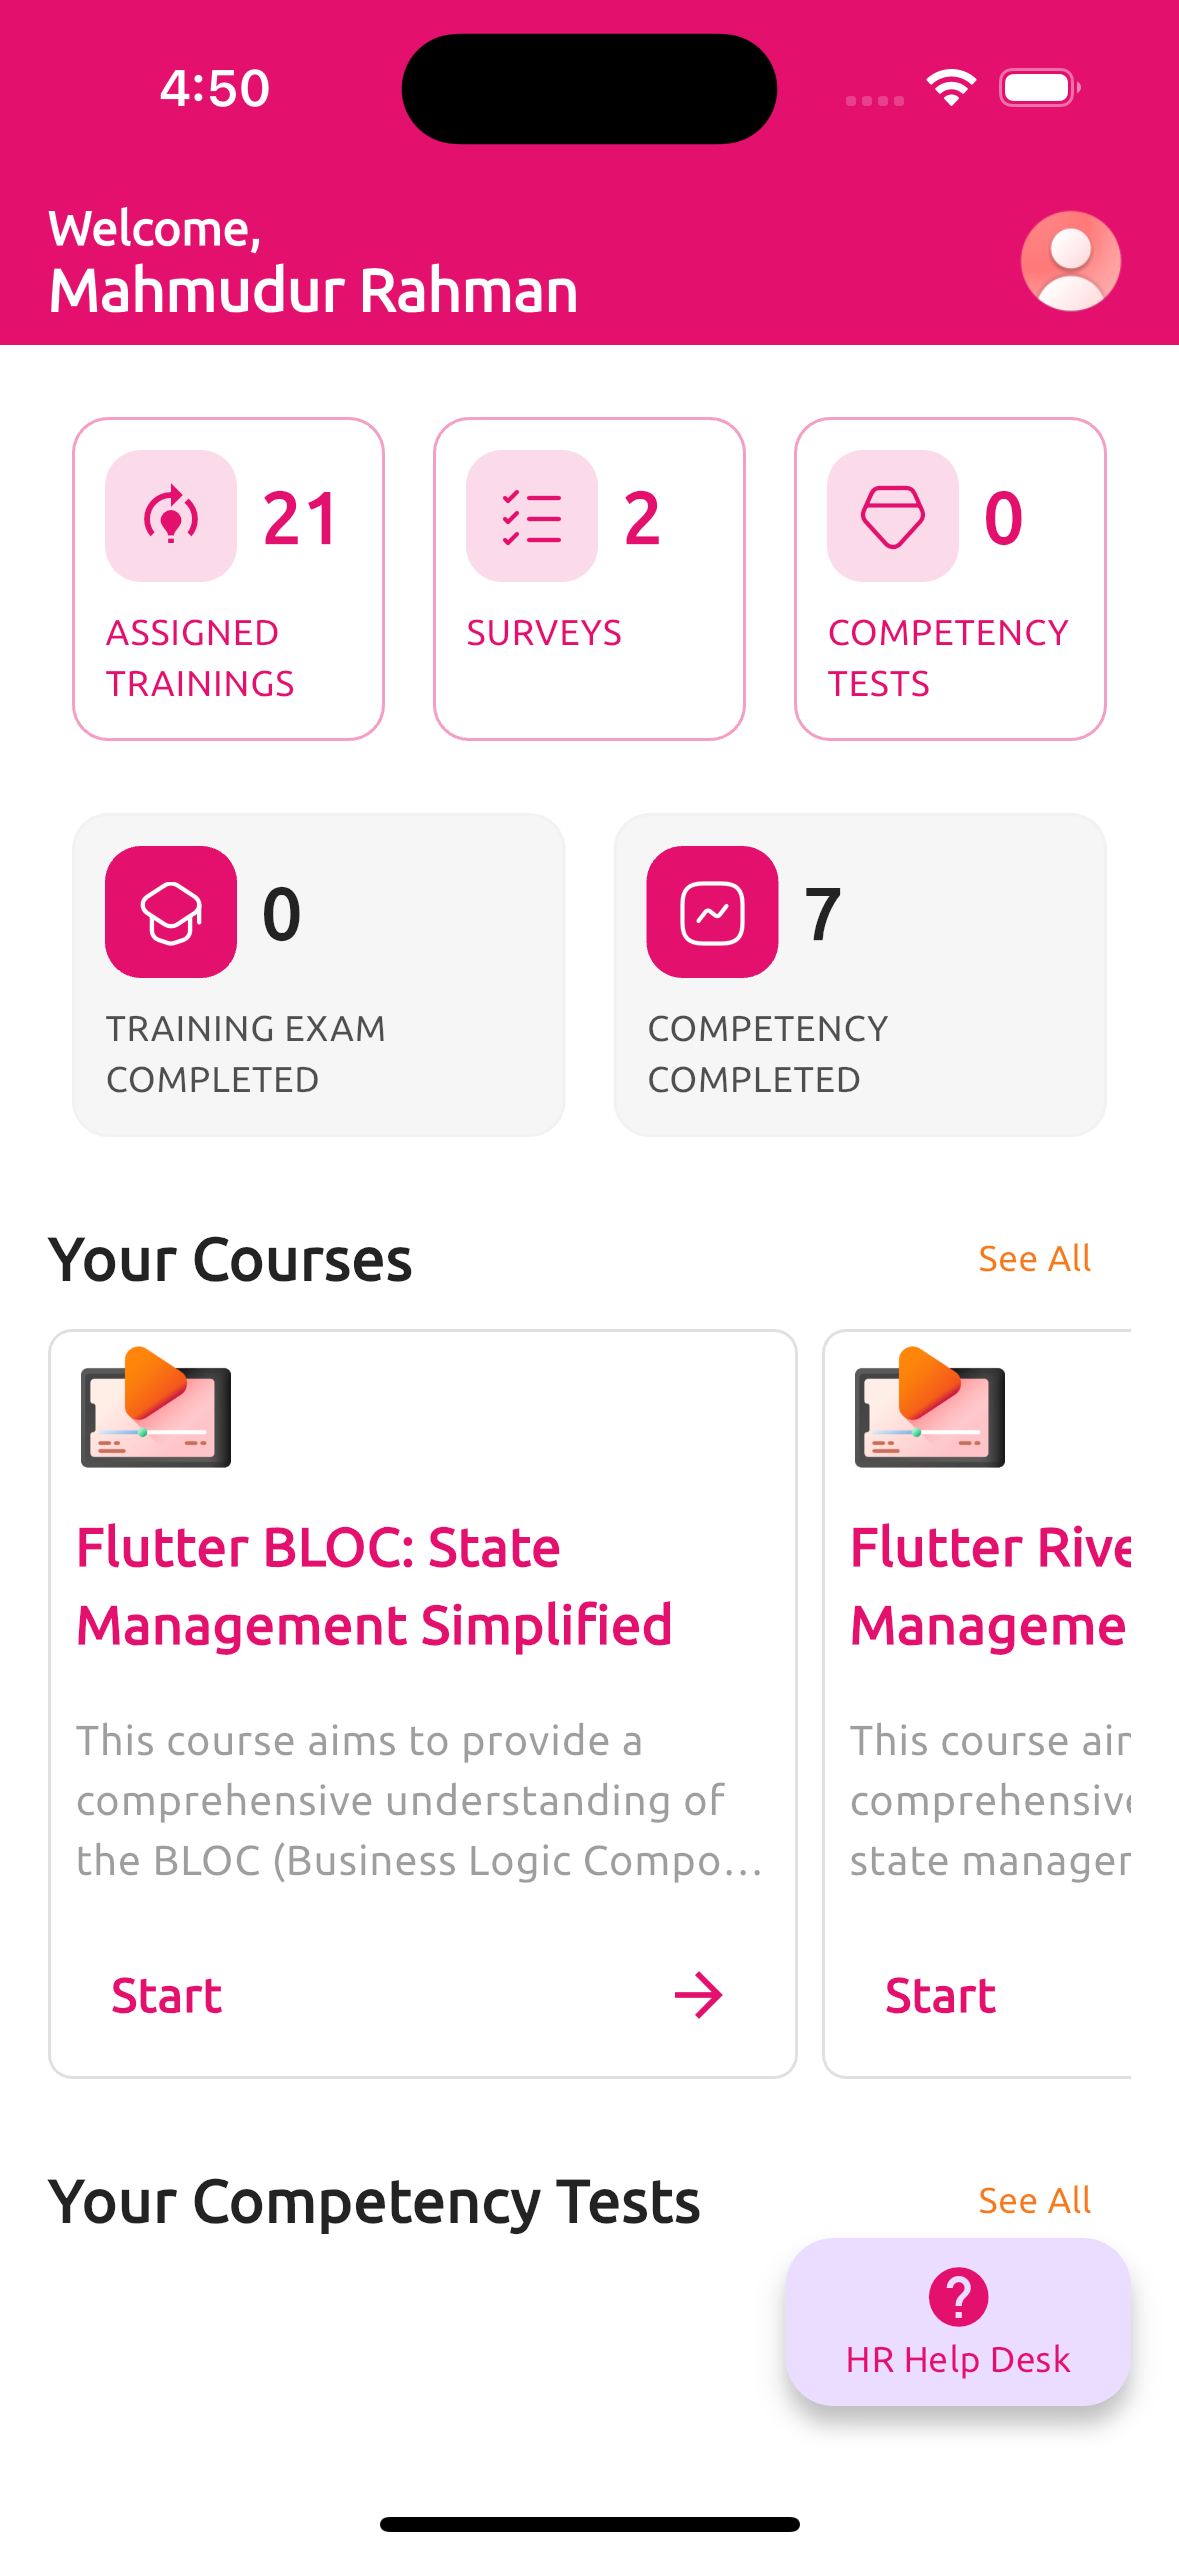 4:50
Welcome,
Mahmudur Rahman
21
ASSIGNED
TRAININGS
2
SURVEYS
0
COMPETENCY
TESTS
0
TRAINING EXAM
COMPLETED
7
COMPETENCY
COMPLETED
Your Courses
See All
Flutter BLOC: State
Management Simplified
This course aims to provide a
comprehensive understanding of
the BLOC (Business Logic Compo...
Start
Flutter Rive
Manageme
This course air
comprehensive
state manager
Start
Your Competency Tests
See All
HR Help Desk